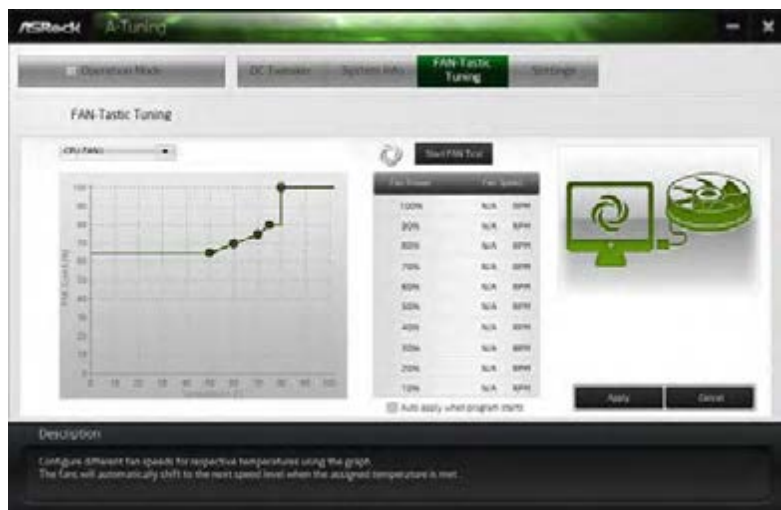 ASRock A-Tuning
Operation Mode
OC Tweaker
System Info
FAN-Tastic
Tuning
Settings
FAN-Tastic Tuning
CPU FAN1
Start FAN Test
Fan Power Fan Speed
100% N/A RPM
90% N/A RPM
80% N/A RPM
70% N/A RPM
60% N/A RPM
50% N/A RPM
40% N/A RPM
30% N/A RPM
20% N/A RPM
10% N/A RPM
Auto apply when program starts
Apply
Cancel
Description
Configure different fan speeds for respective temperatures using the graph.
The fans will automatically shift to the next speed level when the assigned temperature is met.